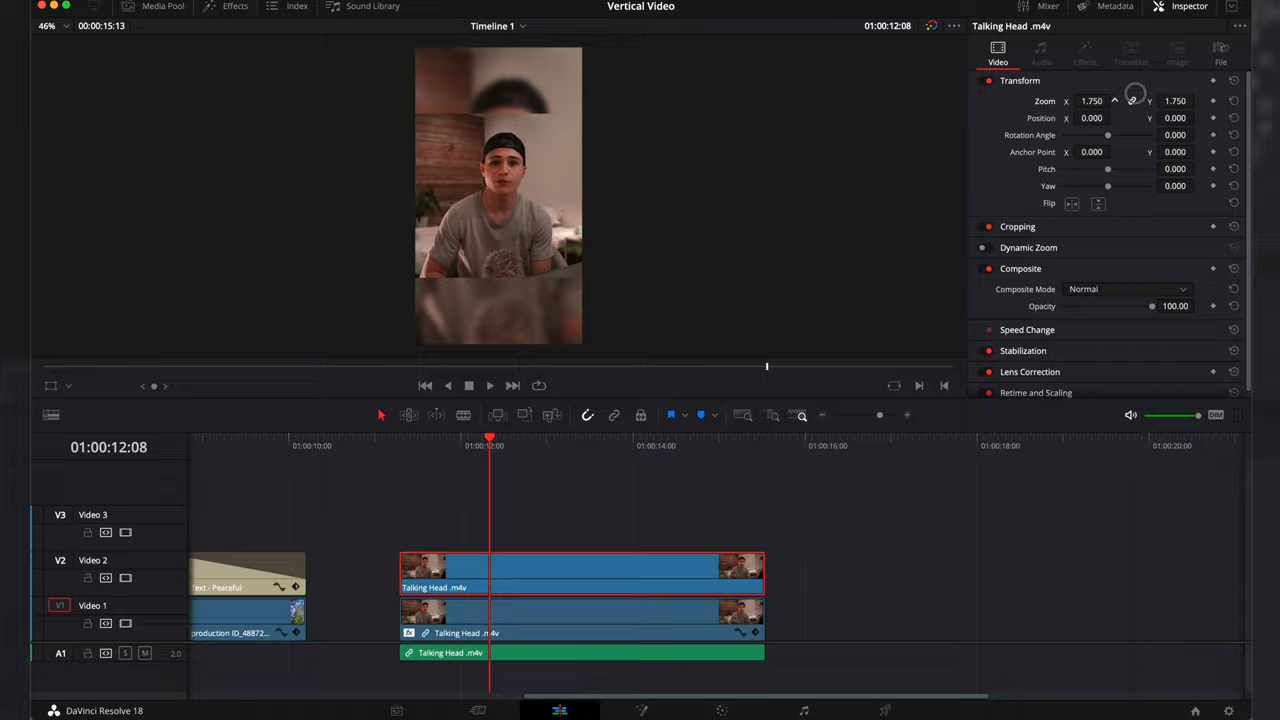 Media Pool Effects Index Sound Library Vertical Video Mixer Metadata Inspector
46% 00:00:15:13 Timeline 1 01:00:12:08 Talking Head .m4v
Video Audio Effects Transition Image File
Transform
Zoom X 1.750 Y 1.750
Position X 0.000 Y 0.000
Rotation Angle 0.000
Anchor Point X 0.000 Y 0.000
Pitch 0.000
Yaw 0.000
Flip
Cropping
Dynamic Zoom
Composite
Composite Mode Normal
Opacity 100.00
Speed Change
Stabilization
Lens Correction
Retime and Scaling
DIM
01:00:12:08 01:00:10:00 01:00:12:00 01:00:14:00 01:00:16:00 01:00:18:00 01:00:20:00
V3 Video 3
V2 Video 2
Text - Peaceful Talking Head .m4v
V1 Video 1
production ID_48872... Talking Head .m4v
A1 S M 2.0 Talking Head .m4v
DaVinci Resolve 18